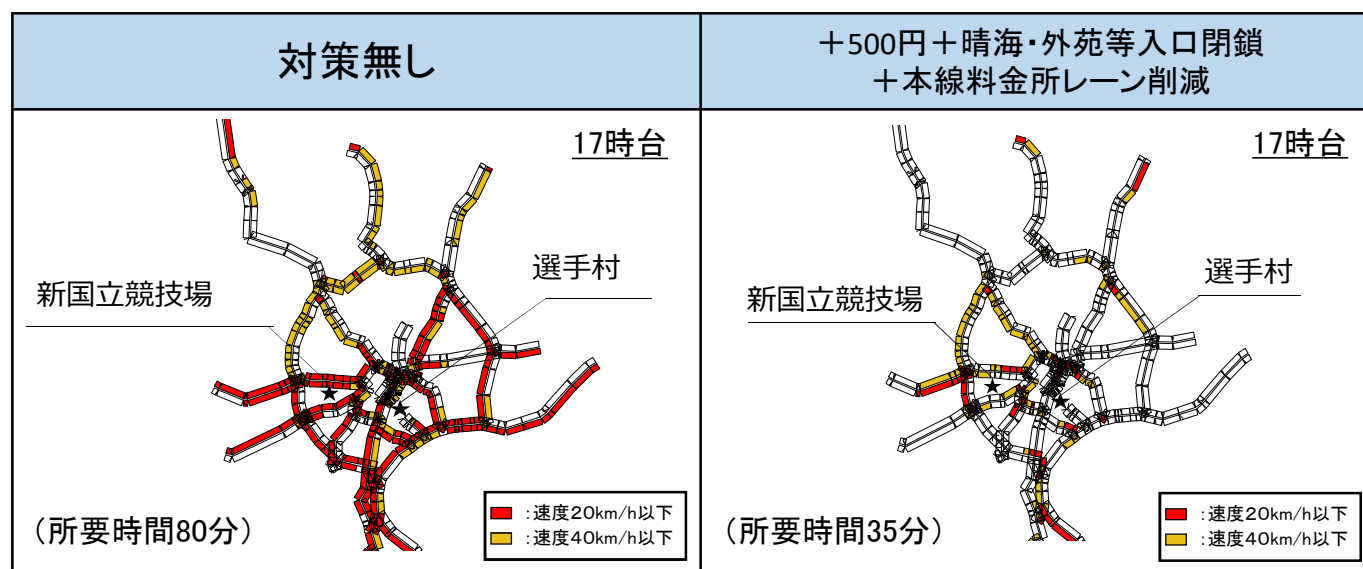 対策無し
＋500円＋晴海・外苑等入口閉鎖
＋本線料金所レーン削減
17時台
新国立競技場
選手村
（所要時間80分）
：速度20km/h以下
：速度40km/h以下
17時台
新国立競技場
選手村
（所要時間35分）
：速度20km/h以下
：速度40km/h以下